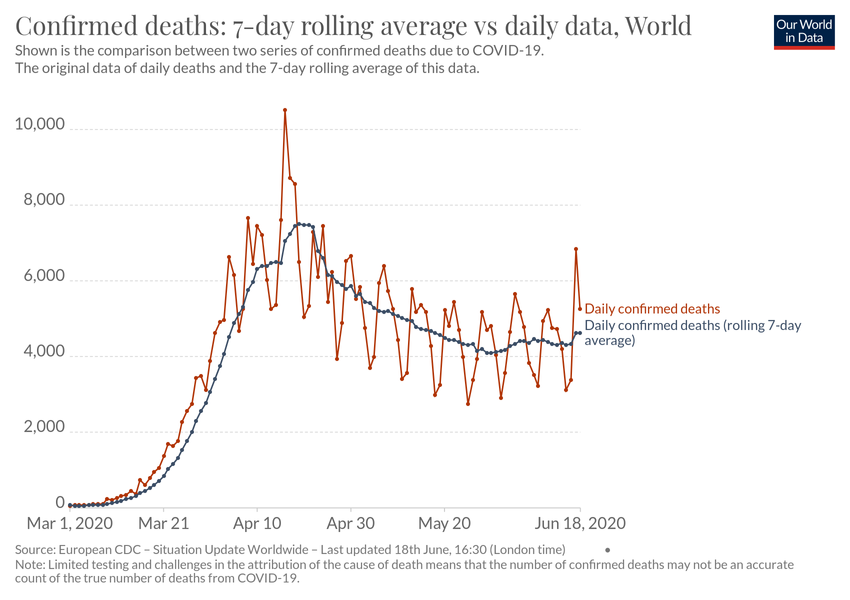 Confirmed deaths: 7-day rolling average vs daily data, World
Our World
in Data
Shown is the comparison between two series of confirmed deaths due to COVID-19.
The original data of daily deaths and the 7-day rolling average of this data.
10,000
8,000
6,000
Daily confirmed deaths
Daily confirmed deaths (rolling 7-day
average)
4,000
2,000
0
Mar 1, 2020
Mar 21
Apr 10
Apr 30
May 20
Jun 18, 2020
Source: European CDC – Situation Update Worldwide – Last updated 18th June, 16:30 (London time)
Note: Limited testing and challenges in the attribution of the cause of death means that the number of confirmed deaths may not be an accurate
count of the true number of deaths from COVID-19.